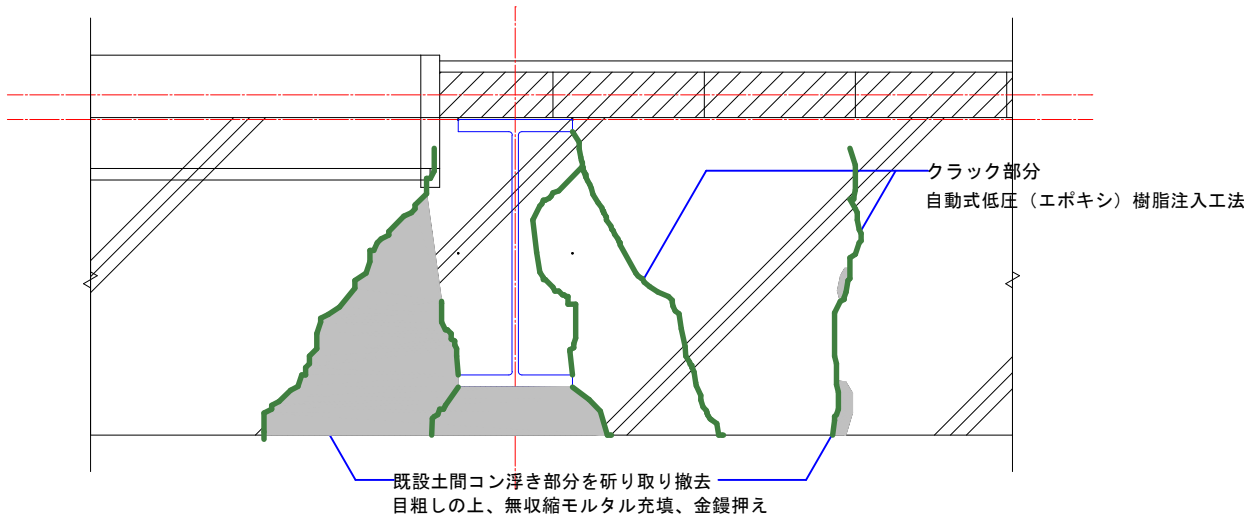 クラック部分
自動式低圧（エポキシ）樹脂注入工法
既設土間コン浮き部分を斫り取り撤去
目粗しの上、無収縮モルタル充填、金鏝押え